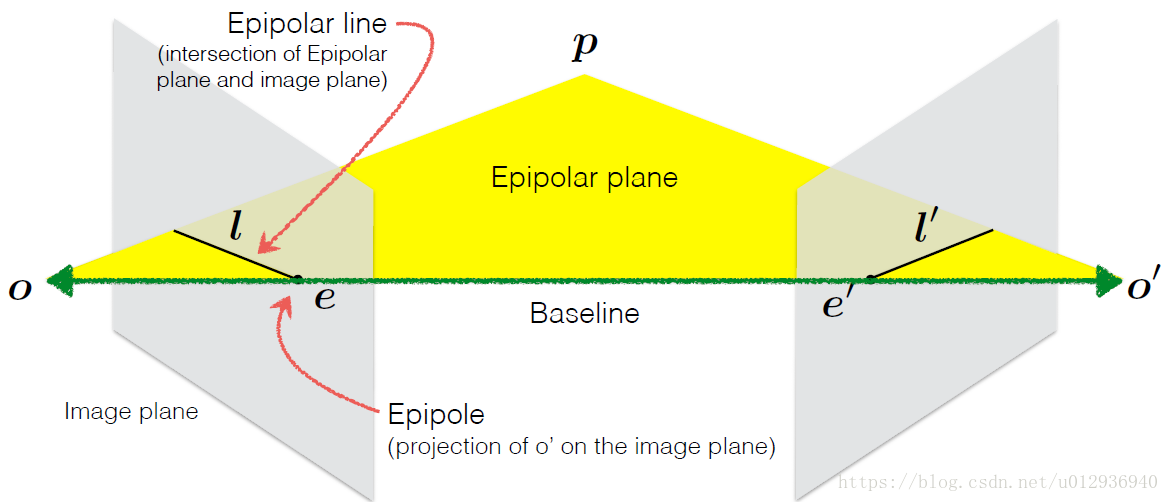 Epipolar line
(intersection of Epipolar
plane and image plane)
p
Epipolar plane
l
l′
o
e
Baseline
e′
o′
Image plane
Epipole
(projection of o’ on the image plane)
https://blog.csdn.net/u012936940